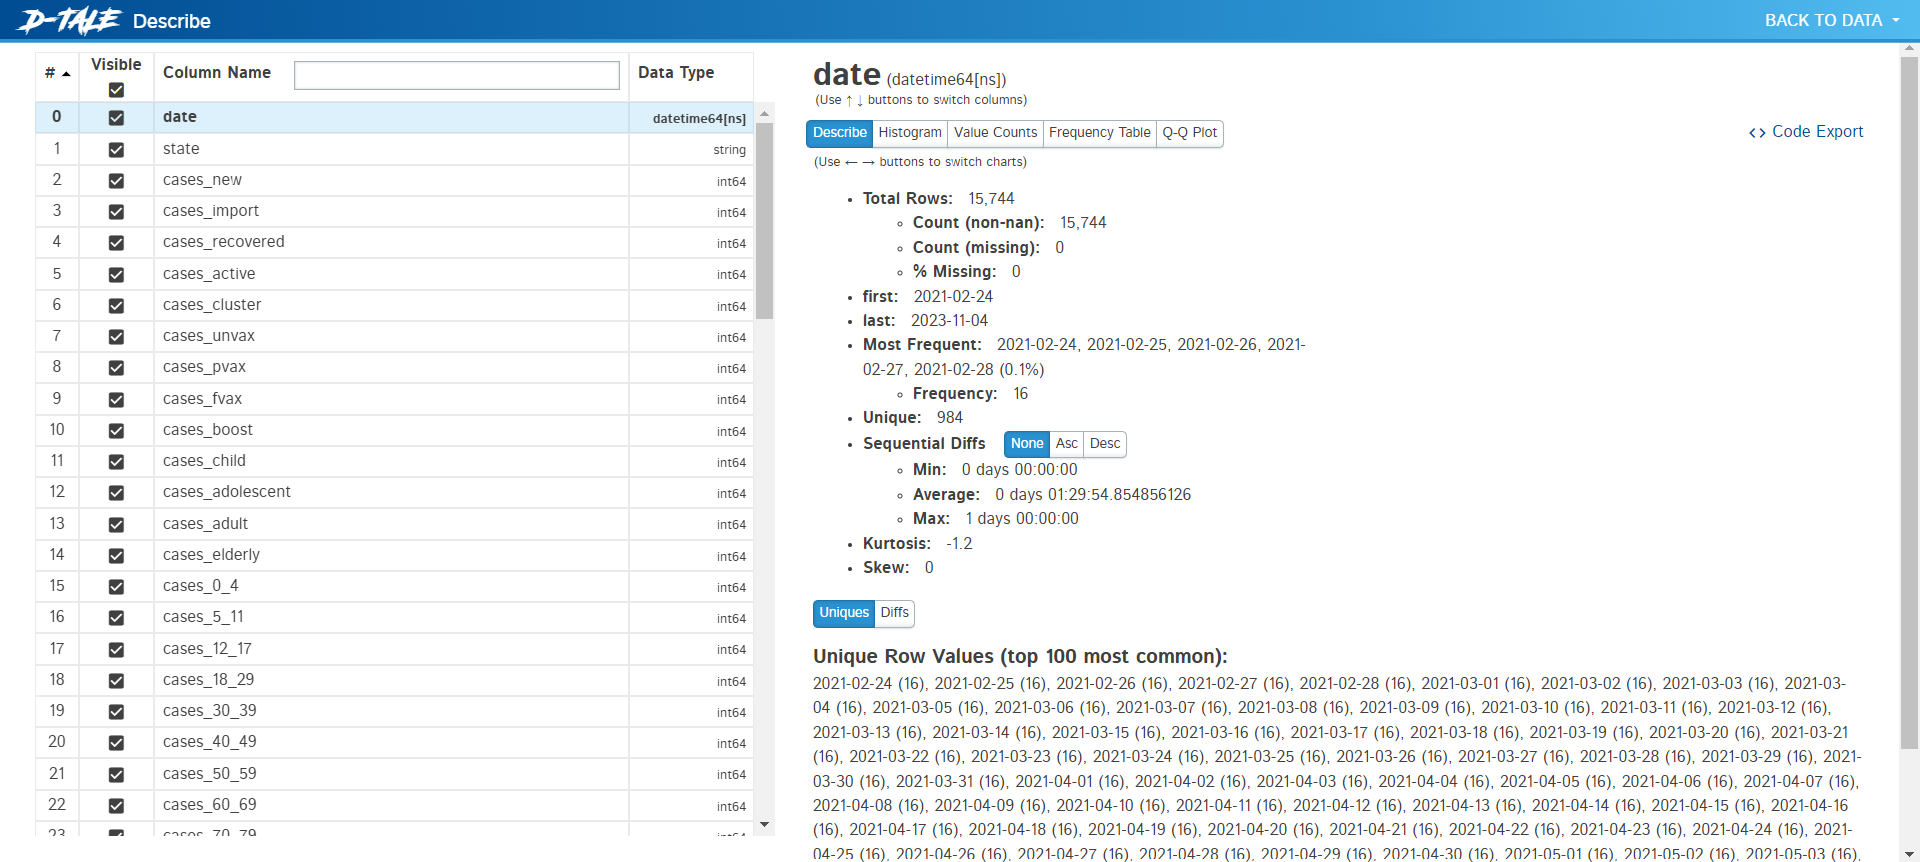 D-TALE Describe
BACK TO DATA
# Visible Column Name Data Type
0 date datetime64[ns]
1 state string
2 cases_new int64
3 cases_import int64
4 cases_recovered int64
5 cases_active int64
6 cases_cluster int64
7 cases_unvax int64
8 cases_pvax int64
9 cases_fvax int64
10 cases_boost int64
11 cases_child int64
12 cases_adolescent int64
13 cases_adult int64
14 cases_elderly int64
15 cases_0_4 int64
16 cases_5_11 int64
17 cases_12_17 int64
18 cases_18_29 int64
19 cases_30_39 int64
20 cases_40_49 int64
21 cases_50_59 int64
22 cases_60_69 int64
23 cases_70_79 int64
date (datetime64[ns])
(Use ↑ ↓ buttons to switch columns)
Describe Histogram Value Counts Frequency Table Q-Q Plot
<> Code Export
(Use ← → buttons to switch charts)
Total Rows: 15,744
Count (non-nan): 15,744
Count (missing): 0
% Missing: 0
first: 2021-02-24
last: 2023-11-04
Most Frequent: 2021-02-24, 2021-02-25, 2021-02-26, 2021-
02-27, 2021-02-28 (0.1%)
Frequency: 16
Unique: 984
Sequential Diffs None Asc Desc
Min: 0 days 00:00:00
Average: 0 days 01:29:54.854856126
Max: 1 days 00:00:00
Kurtosis: -1.2
Skew: 0
Uniques Diffs
Unique Row Values (top 100 most common):
2021-02-24 (16), 2021-02-25 (16), 2021-02-26 (16), 2021-02-27 (16), 2021-02-28 (16), 2021-03-01 (16), 2021-03-02 (16), 2021-03-03 (16), 2021-03-
04 (16), 2021-03-05 (16), 2021-03-06 (16), 2021-03-07 (16), 2021-03-08 (16), 2021-03-09 (16), 2021-03-10 (16), 2021-03-11 (16), 2021-03-12 (16),
2021-03-13 (16), 2021-03-14 (16), 2021-03-15 (16), 2021-03-16 (16), 2021-03-17 (16), 2021-03-18 (16), 2021-03-19 (16), 2021-03-20 (16), 2021-03-21
(16), 2021-03-22 (16), 2021-03-23 (16), 2021-03-24 (16), 2021-03-25 (16), 2021-03-26 (16), 2021-03-27 (16), 2021-03-28 (16), 2021-03-29 (16), 2021-
03-30 (16), 2021-03-31 (16), 2021-04-01 (16), 2021-04-02 (16), 2021-04-03 (16), 2021-04-04 (16), 2021-04-05 (16), 2021-04-06 (16), 2021-04-07 (16),
2021-04-08 (16), 2021-04-09 (16), 2021-04-10 (16), 2021-04-11 (16), 2021-04-12 (16), 2021-04-13 (16), 2021-04-14 (16), 2021-04-15 (16), 2021-04-16
(16), 2021-04-17 (16), 2021-04-18 (16), 2021-04-19 (16), 2021-04-20 (16), 2021-04-21 (16), 2021-04-22 (16), 2021-04-23 (16), 2021-04-24 (16), 2021-
04-25 (16), 2021-04-26 (16), 2021-04-27 (16), 2021-04-28 (16), 2021-04-29 (16), 2021-04-30 (16), 2021-05-01 (16), 2021-05-02 (16), 2021-05-03 (16),